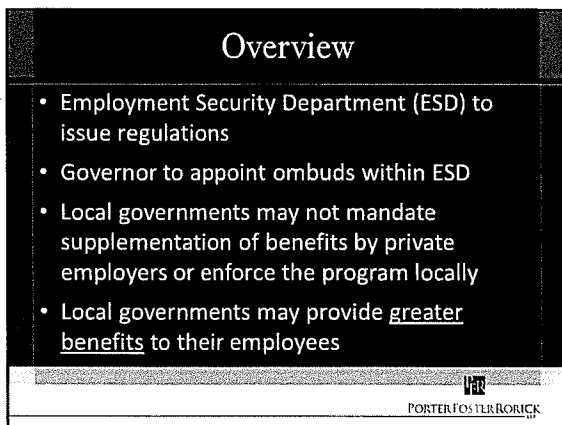 Overview
• Employment Security Department (ESD) to
issue regulations
• Governor to appoint ombuds within ESD
• Local governments may not mandate
supplementation of benefits by private
employers or enforce the program locally
• Local governments may provide greater
benefits to their employees
PFR
PORTER FOSTER RORICK
LLP